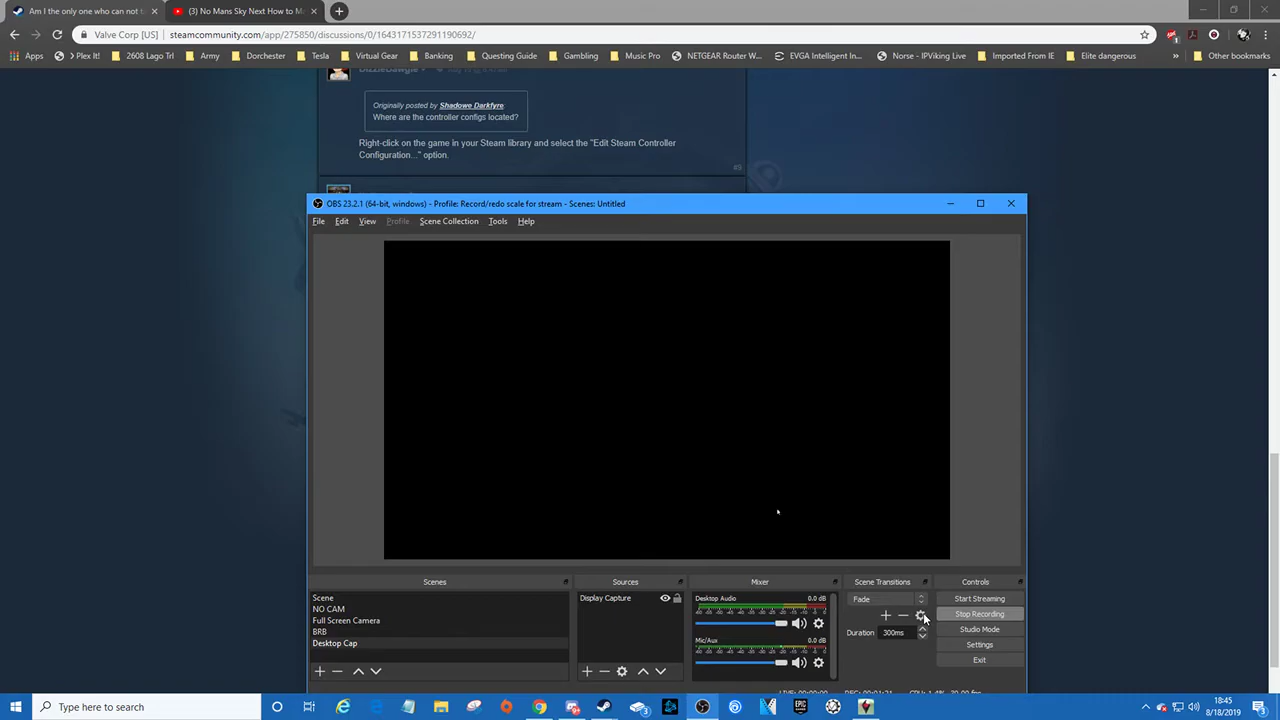 Am I the only one who can not t
(3) No Mans Sky Next How to M
Valve Corp [US] | steamcommunity.com/app/275850/discussions/0/1643171537291190692/
Apps > Plex It! 2608 Lago Trl Army Dorchester Tesla Virtual Gear Banking Questing Guide Gambling Music Pro NETGEAR Router W... EVGA Intelligent In... Norse - IPViking Live Imported From IE Elite dangerous » Other bookmarks
Originally posted by Shadowe Darkfyre:
Where are the controller configs located?
Right-click on the game in your Steam library and select the "Edit Steam Controller
Configuration..." option.
#9
OBS 23.2.1 (64-bit, windows) - Profile: Record/redo scale for stream - Scenes: Untitled
File Edit View Profile Scene Collection Tools Help
Scenes Sources Mixer Scene Transitions Controls
Scene
NO CAM
Full Screen Camera
BRB
Desktop Cap
Display Capture
Desktop Audio 0.0 dB
Mic/Aux 0.0 dB
Fade
Duration 300ms
Start Streaming
Stop Recording
Studio Mode
Settings
Exit
Type here to search
18:45
8/18/2019